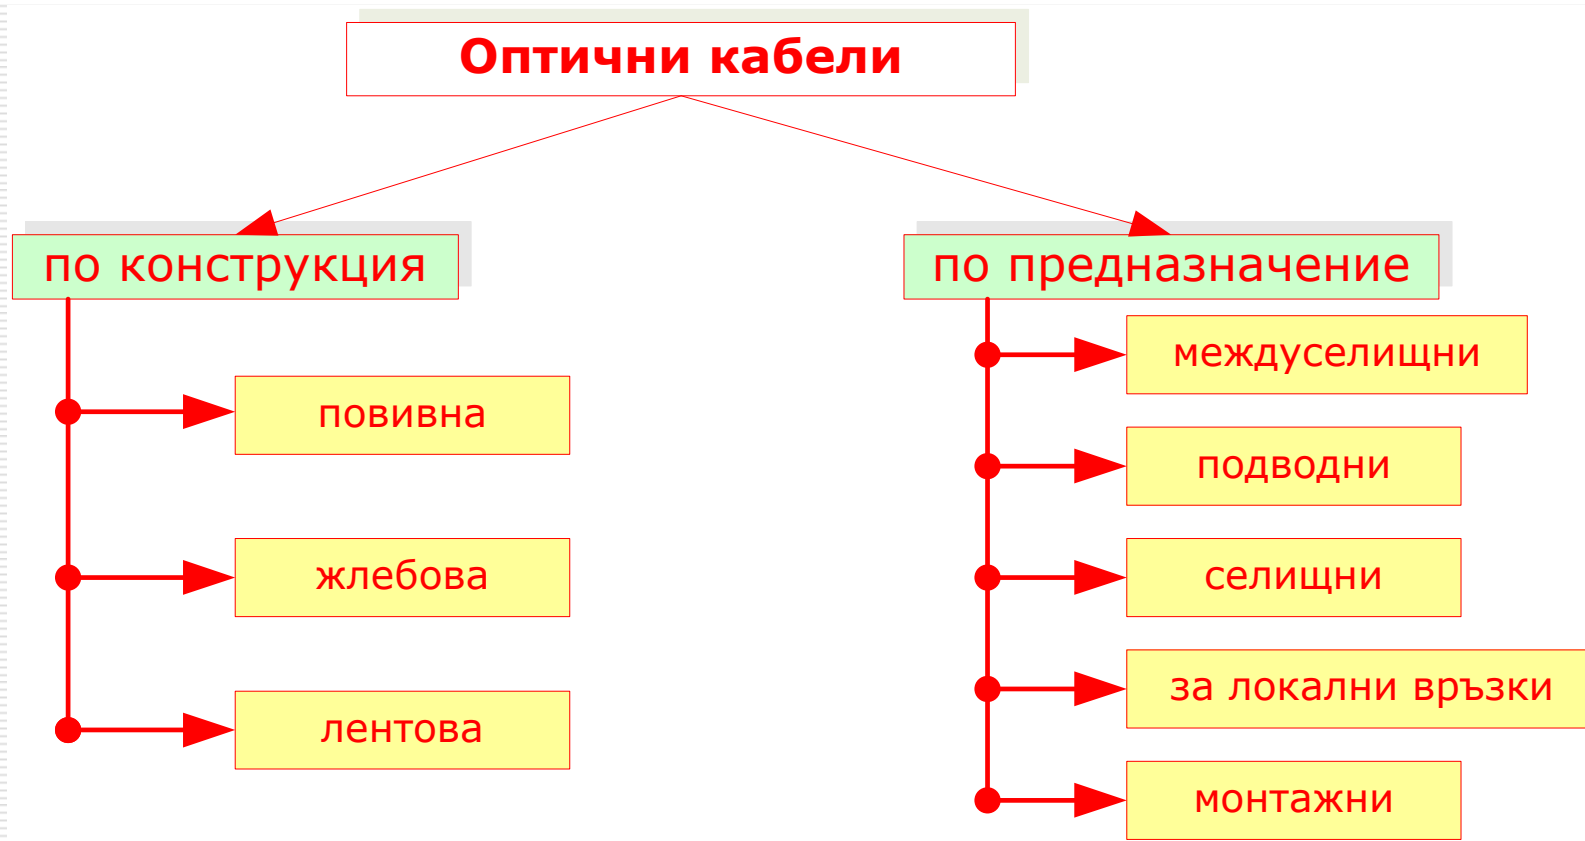 Оптични кабели
по конструкция
повивна
жлебова
лентова
по предназначение
междуселищни
подводни
селищни
за локални връзки
монтажни